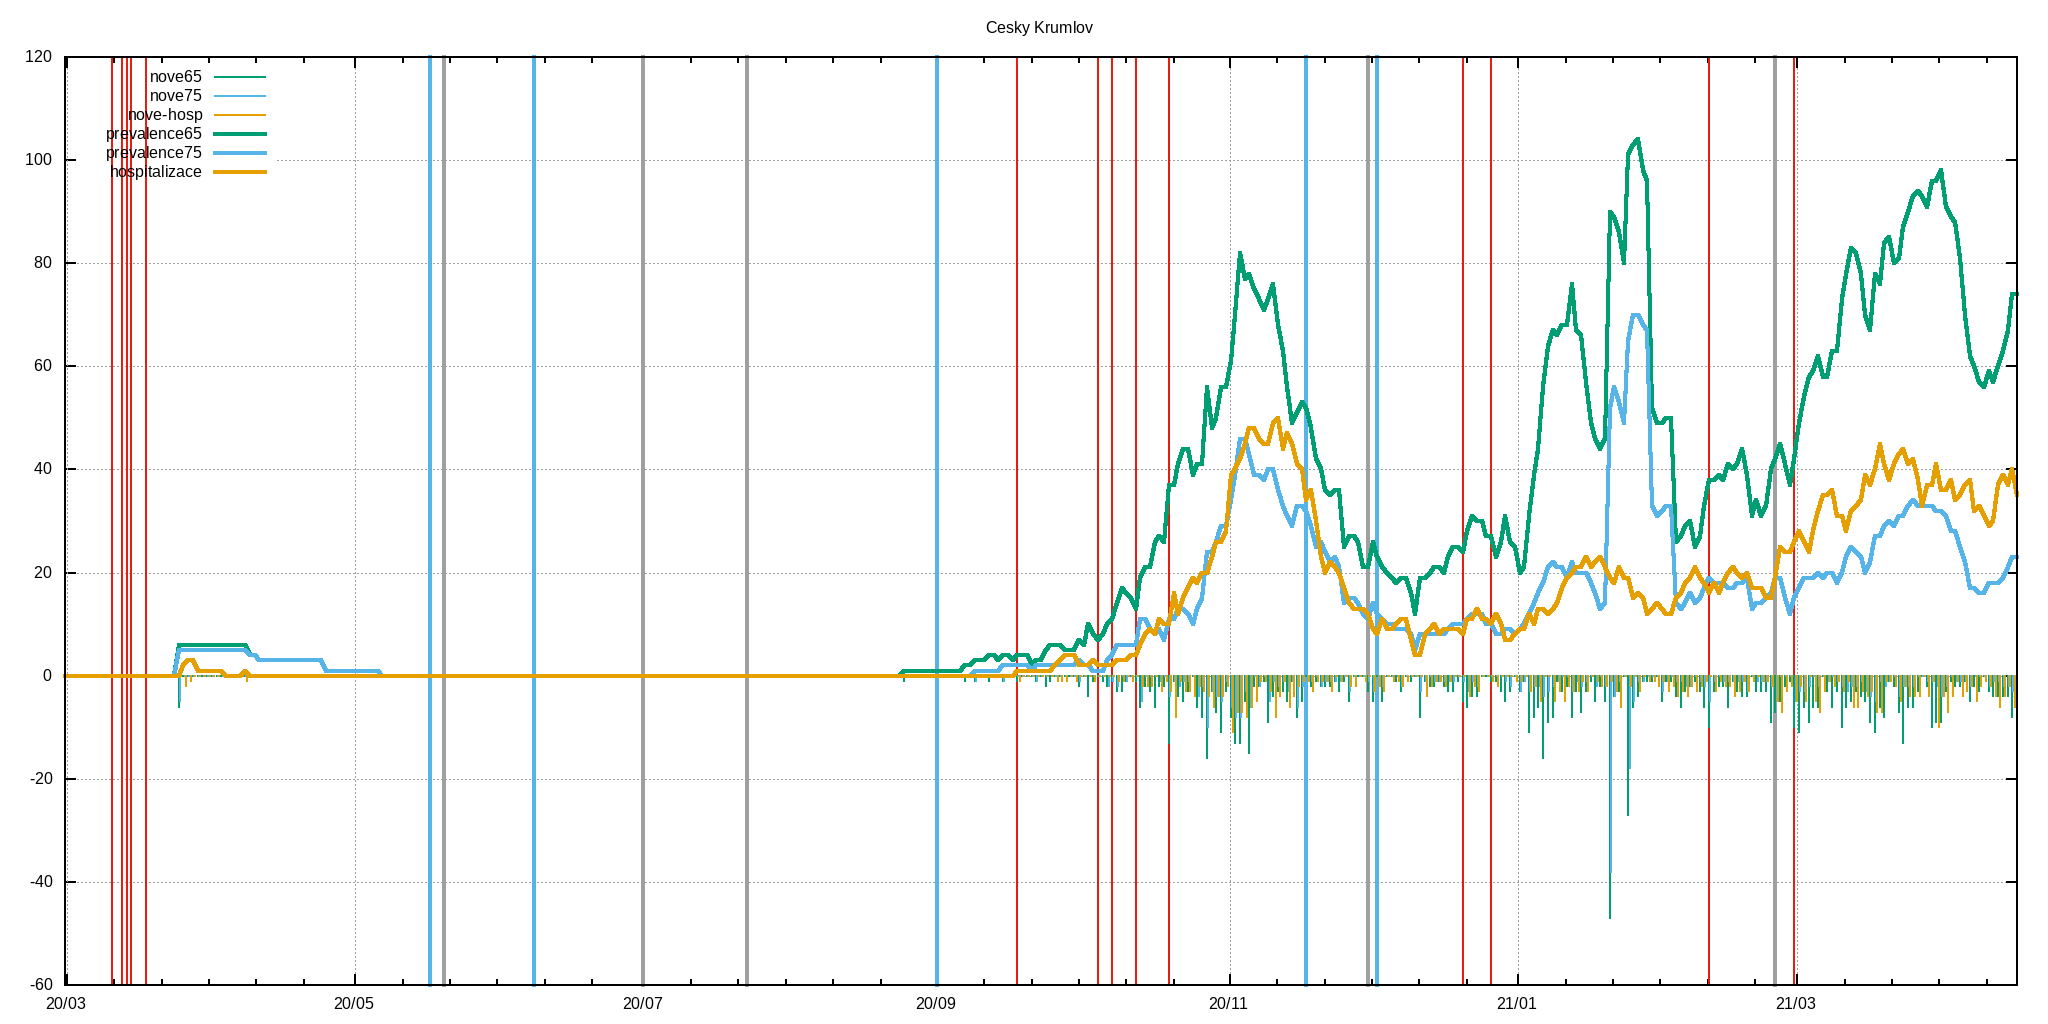 Cesky Krumlov
120
100
80
60
40
20
0
-20
-40
-60
nove65
nove75
nove-hosp
prevalence65
prevalence75
hospitalizace
20/03 20/05 20/07 20/09 20/11 21/01 21/03